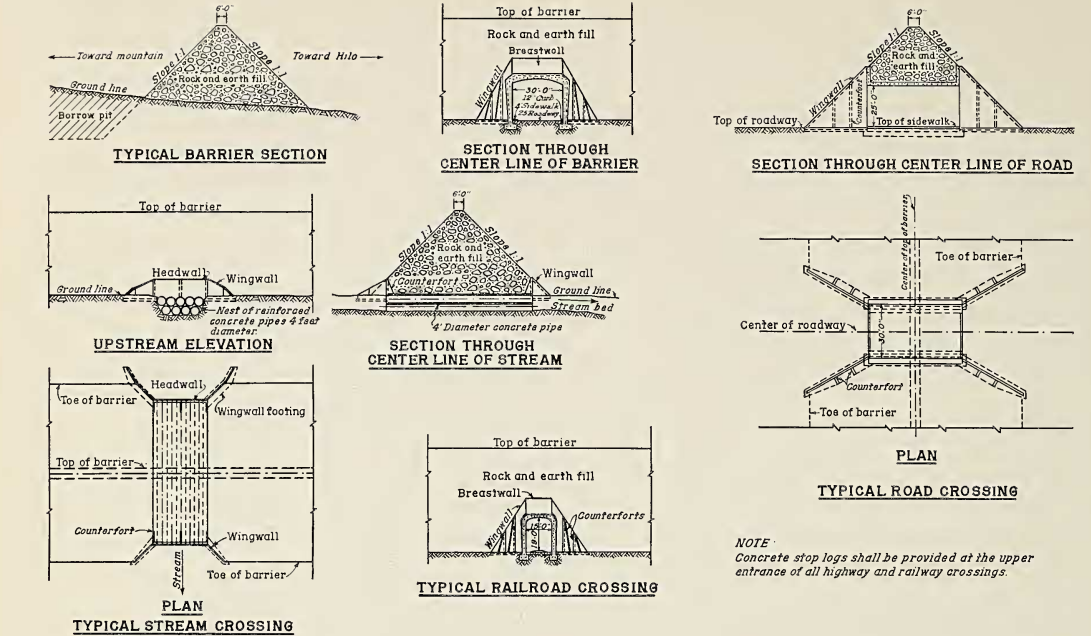 6'-0"
Toward mountain
Slope 1:1
Slope 1:1
Toward Hilo
Rock and earth fill
Ground line
Borrow pit
TYPICAL BARRIER SECTION
Top of barrier
Rock and earth fill
Breastwall
Wingwall
30'-0"
12" Curb
4' Sidewalk
25' Roadway
SECTION THROUGH
CENTER LINE OF BARRIER
6'-0"
Slope 1:1
Slope 1:1
Rock and
earth fill
Wingwall
Counterfort
25'-0"
Top of roadway
Top of sidewalk
SECTION THROUGH CENTER LINE OF ROAD
Top of barrier
Headwall
Wingwall
Ground line
Nest of reinforced
concrete pipes 4 feet
diameter.
UPSTREAM ELEVATION
6'-0"
Slope 1:1
Slope 1:1
Rock and
earth fill
Counterfort
Wingwall
Ground line
Stream bed
4' Diameter concrete pipe
SECTION THROUGH
CENTER LINE OF STREAM
Center of top of barrier
Toe of barrier
Center of roadway
30'-0"
Counterfort
Toe of barrier
PLAN
TYPICAL ROAD CROSSING
Headwall
Toe of barrier
Wingwall footing
Top of barrier
Counterfort
Wingwall
Stream
Toe of barrier
PLAN
TYPICAL STREAM CROSSING
Top of barrier
Rock and earth fill
Breastwall
Wingwall
Counterforts
15'-0"
19'-0"
TYPICAL RAILROAD CROSSING
NOTE
Concrete stop logs shall be provided at the upper
entrance of all highway and railway crossings.